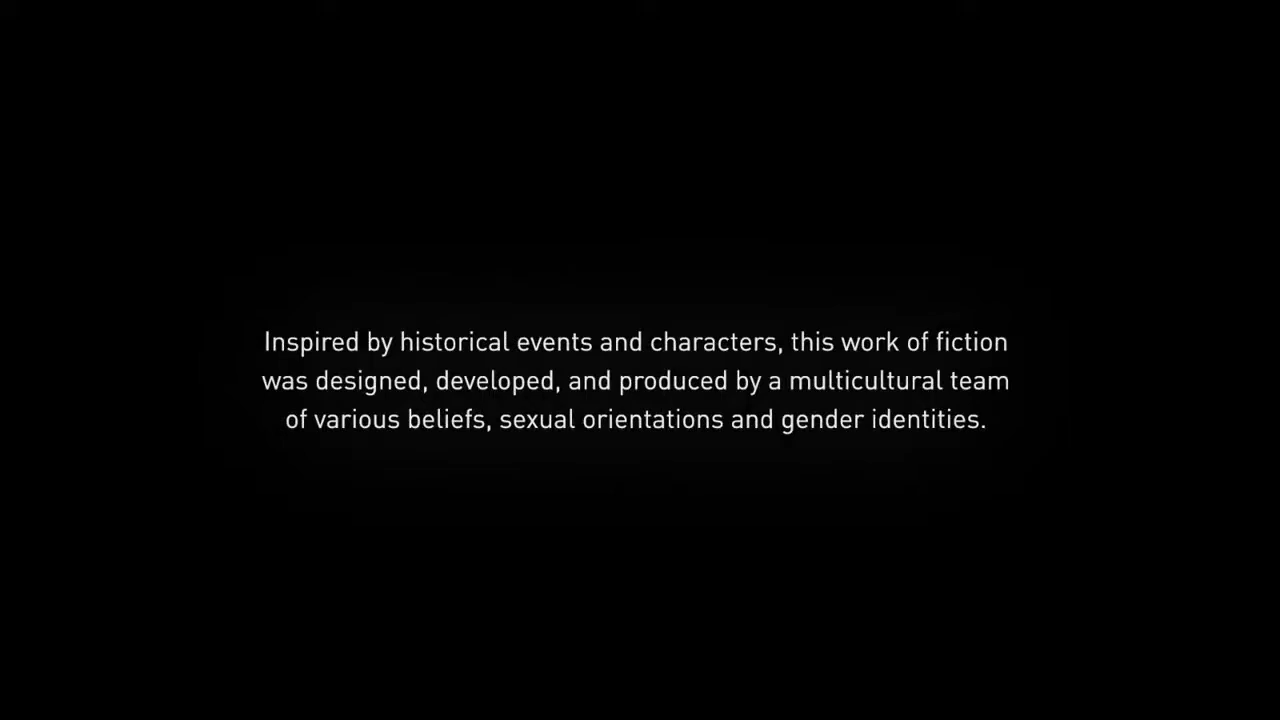 Inspired by historical events and characters, this work of fiction
was designed, developed, and produced by a multicultural team
of various beliefs, sexual orientations and gender identities.